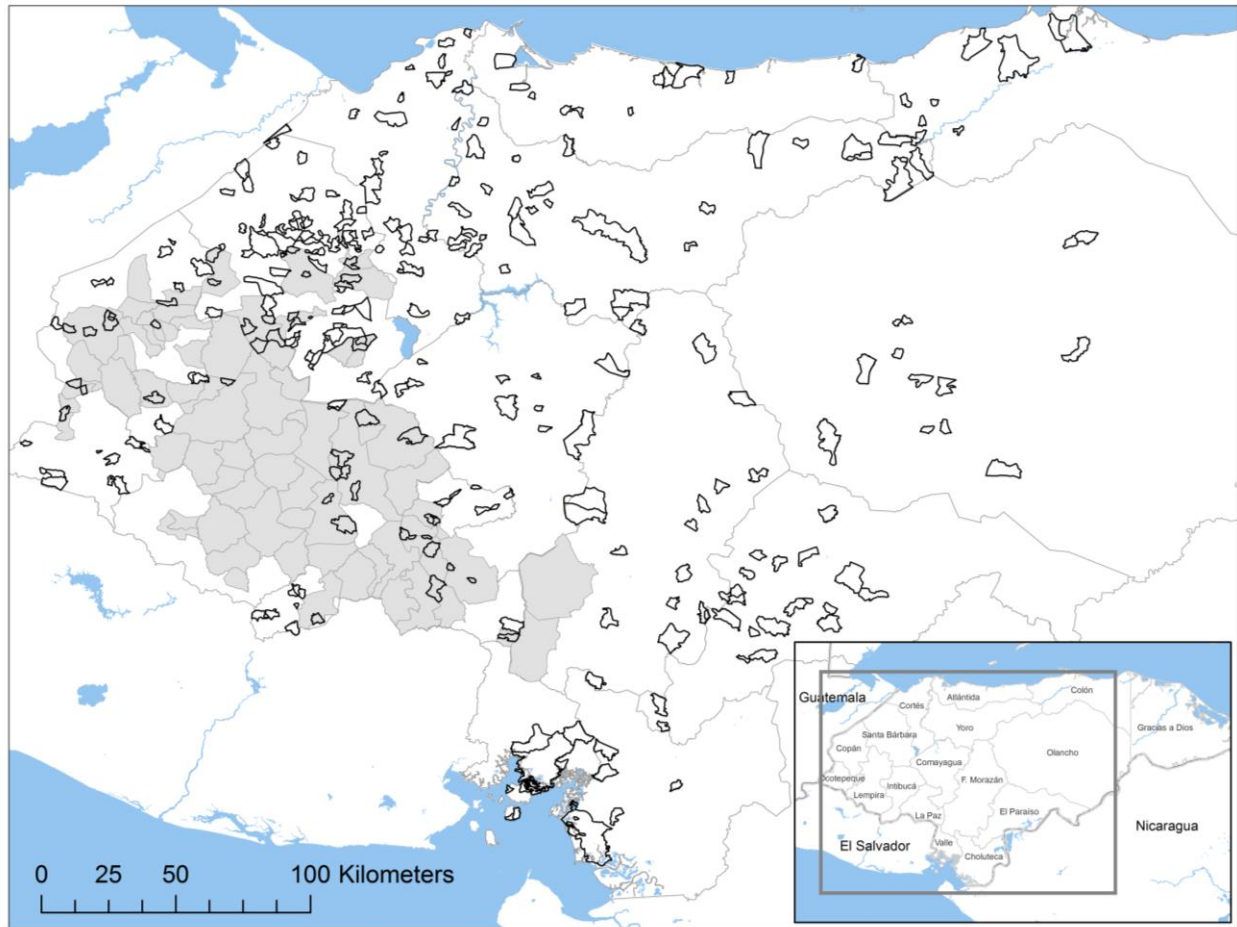 Guatemala
Atlántida
Colón
Cortés
Gracias a Dios
Santa Bárbara
Yoro
Copán
Olancho
Comayagua
Ocotepeque
F. Morazán
Intibucá
Lempira
El Paraíso
La Paz
Nicaragua
El Salvador
Valle
Choluteca
0 25 50 100 Kilometers